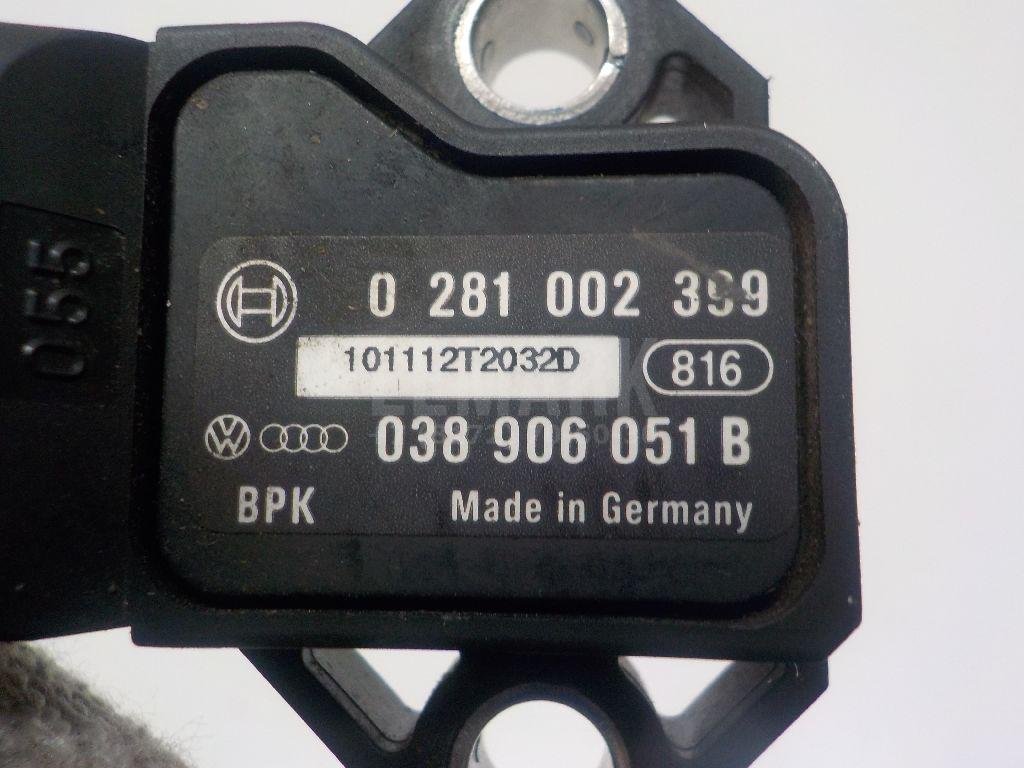 0 281 002 399
101112T2032D
816
038 906 051 B
BPK Made in Germany
055